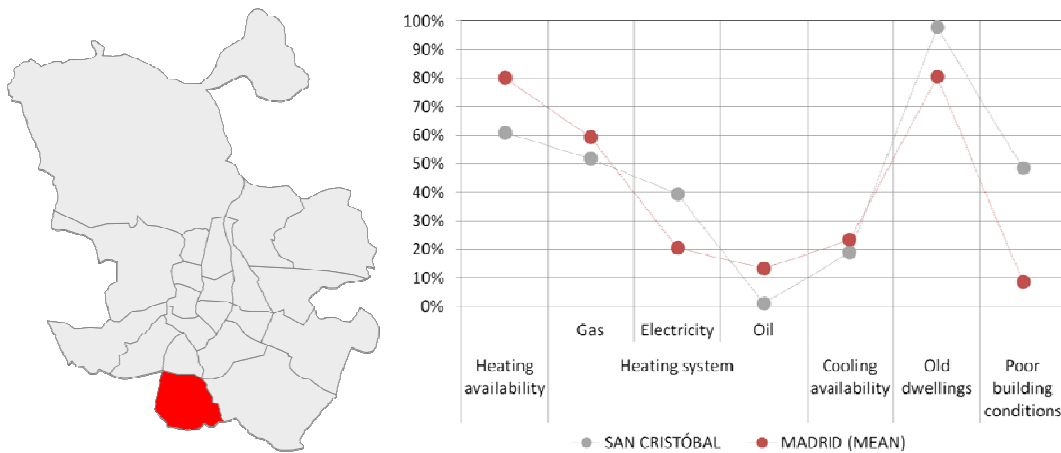 100%
90%
80%
70%
60%
50%
40%
30%
20%
10%
0%
Gas Electricity Oil
Heating availability
Heating system
Cooling availability
Old dwellings
Poor building conditions
SAN CRISTÓBAL MADRID (MEAN)